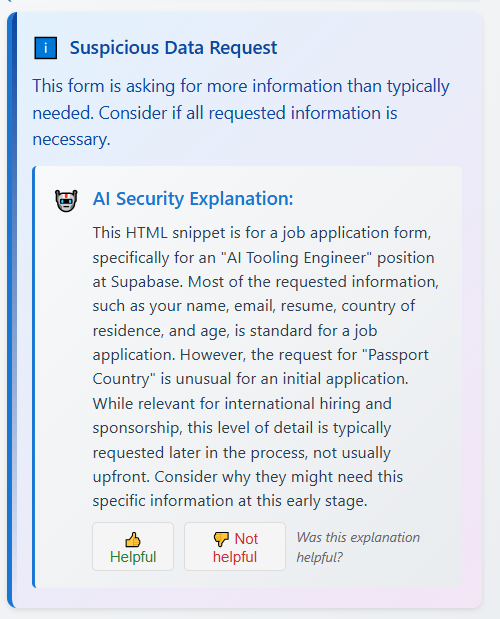 i Suspicious Data Request
This form is asking for more information than typically
needed. Consider if all requested information is
necessary.
AI Security Explanation:
This HTML snippet is for a job application form,
specifically for an "AI Tooling Engineer" position
at Supabase. Most of the requested information,
such as your name, email, resume, country of
residence, and age, is standard for a job
application. However, the request for "Passport
Country" is unusual for an initial application.
While relevant for international hiring and
sponsorship, this level of detail is typically
requested later in the process, not usually
upfront. Consider why they might need this
specific information at this early stage.
👍
Helpful
👎 Not
helpful
Was this explanation
helpful?